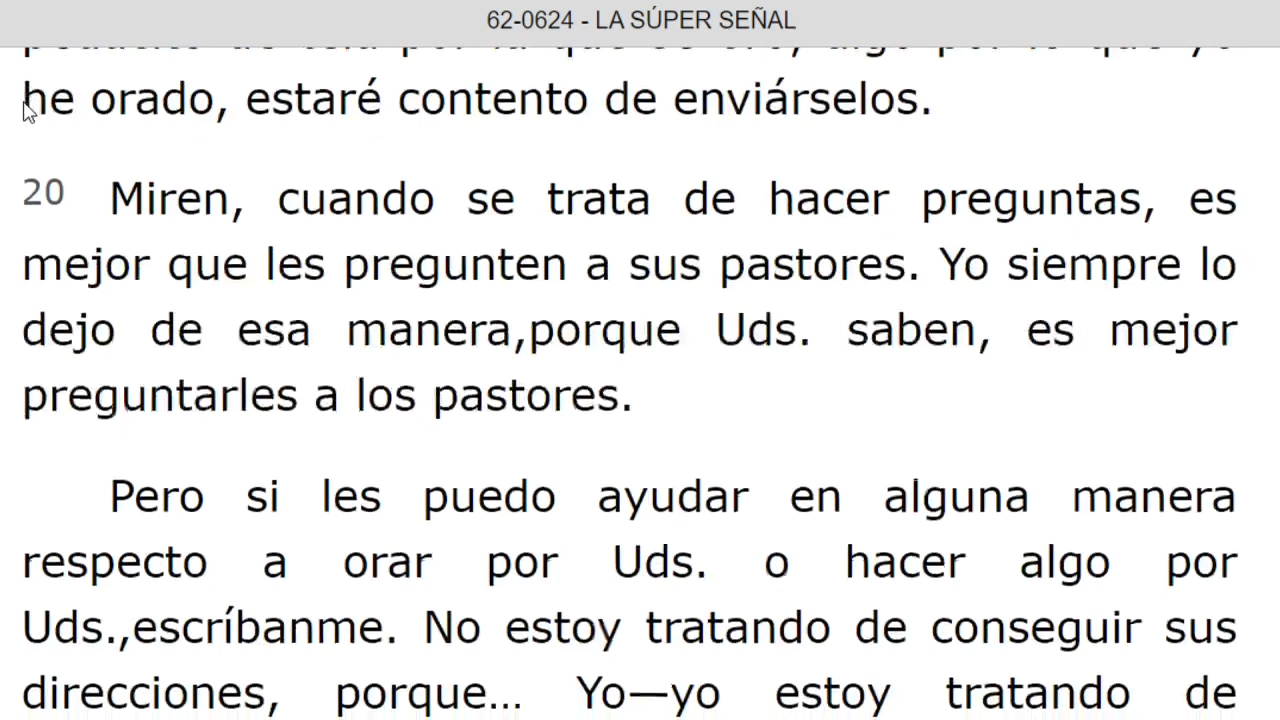 62-0624 - LA SÚPER SEÑAL
he orado, estaré contento de enviárselos.
20 Miren, cuando se trata de hacer preguntas, es
mejor que les pregunten a sus pastores. Yo siempre lo
dejo de esa manera,porque Uds. saben, es mejor
preguntarles a los pastores.
Pero si les puedo ayudar en alguna manera
respecto a orar por Uds. o hacer algo por
Uds.,escríbanme. No estoy tratando de conseguir sus
direcciones, porque… Yo—yo estoy tratando de